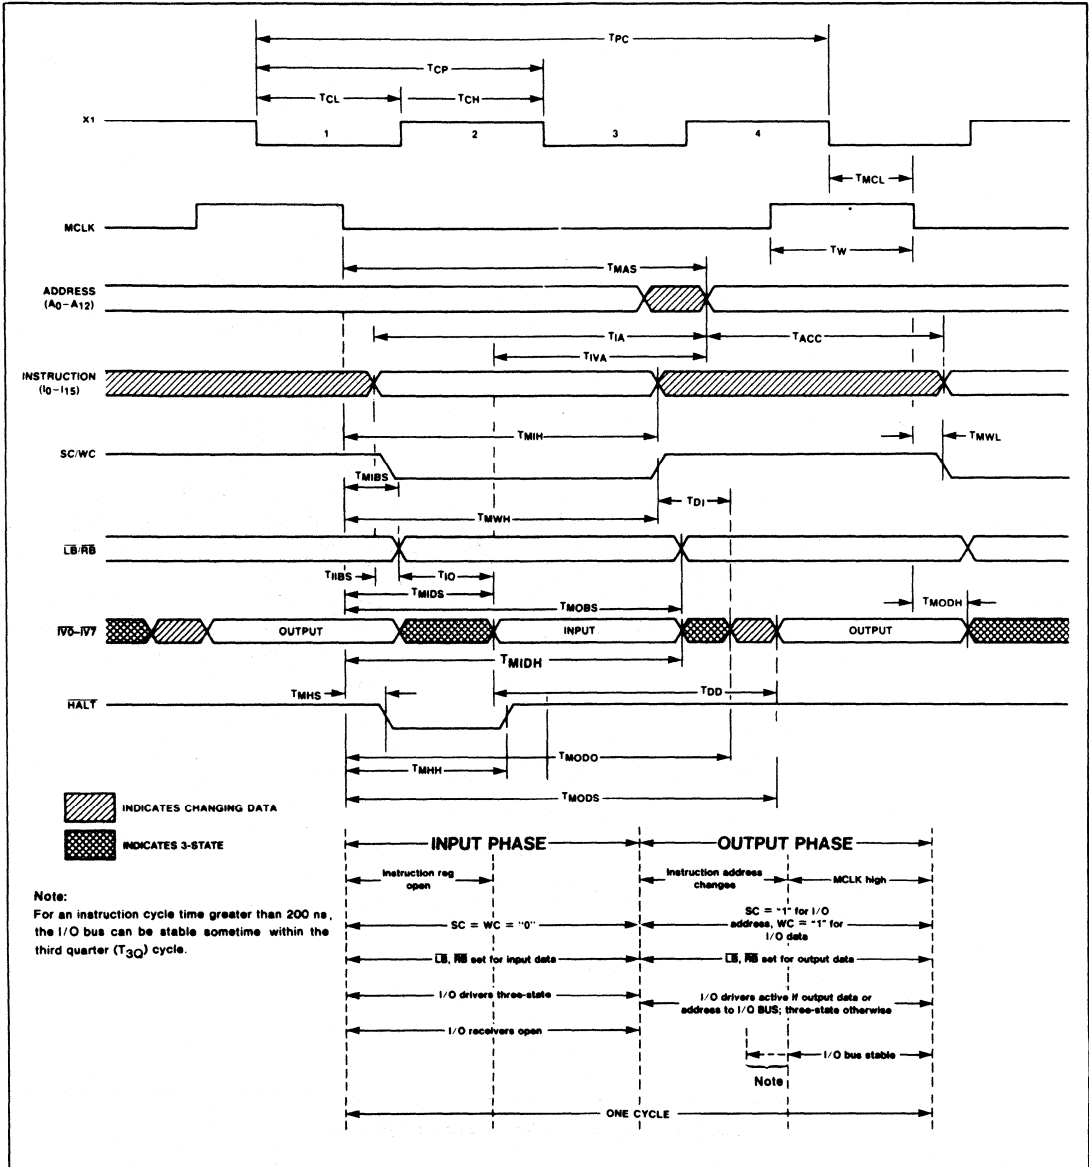 TPC
TCP
TCL
TCH
X1
1
2
3
4
TMCL
MCLK
TW
TMAS
ADDRESS
(A0–A12)
TIA
TACC
TIVA
INSTRUCTION
(I0–I15)
TMIH
TMWL
SC/WC
TMIBS
TDI
TMWH
LB/RB
TIIBS
TIO
TMIDS
TMOBS
TMODH
IV0–IV7
OUTPUT
INPUT
OUTPUT
TMIDH
TMHS
TDD
HALT
TMODO
TMHH
TMODS
INDICATES CHANGING DATA
INDICATES 3-STATE
INPUT PHASE
OUTPUT PHASE
Instruction reg
open
Instruction address
changes
MCLK high
Note:
For an instruction cycle time greater than 200 ns,
the I/O bus can be stable sometime within the
third quarter (T3Q) cycle.
SC = WC = "0"
SC = "1" for I/O
address, WC = "1" for
I/O data
LB, RB set for input data
LB, RB set for output data
I/O drivers three-state
I/O drivers active if output data or
address to I/O BUS; three-state otherwise
I/O receivers open
I/O bus stable
Note
ONE CYCLE